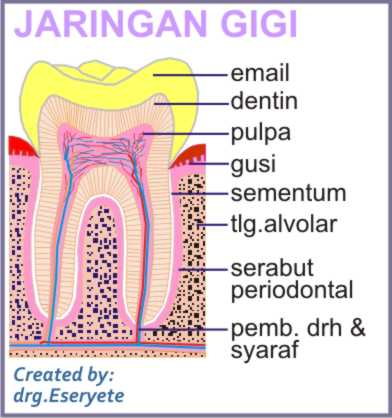 JARINGAN GIGI
email
dentin
pulpa
gusi
sementum
tlg.alvolar
serabut
periodontal
pemb. drh &
syaraf
Created by:
drg.Eseryete